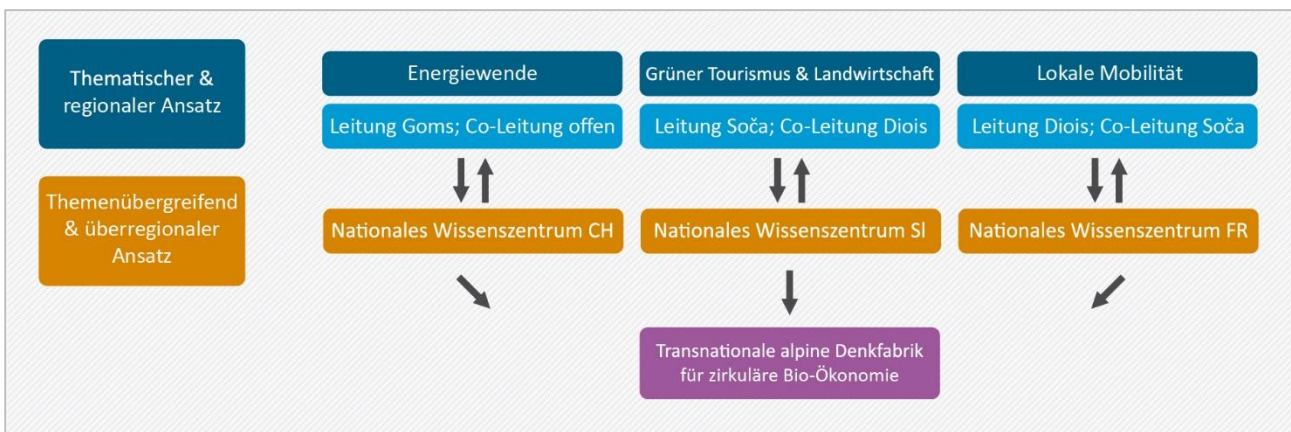 Thematischer &
regionaler Ansatz
Energiewende
Grüner Tourismus & Landwirtschaft
Lokale Mobilität
Leitung Goms; Co-Leitung offen
Leitung Soča; Co-Leitung Diois
Leitung Diois; Co-Leitung Soča
Themenübergreifend
& überregionaler
Ansatz
Nationales Wissenszentrum CH
Nationales Wissenszentrum Sl
Nationales Wissenszentrum FR
Transnationale alpine Denkfabrik
für zirkuläre Bio-Ökonomie